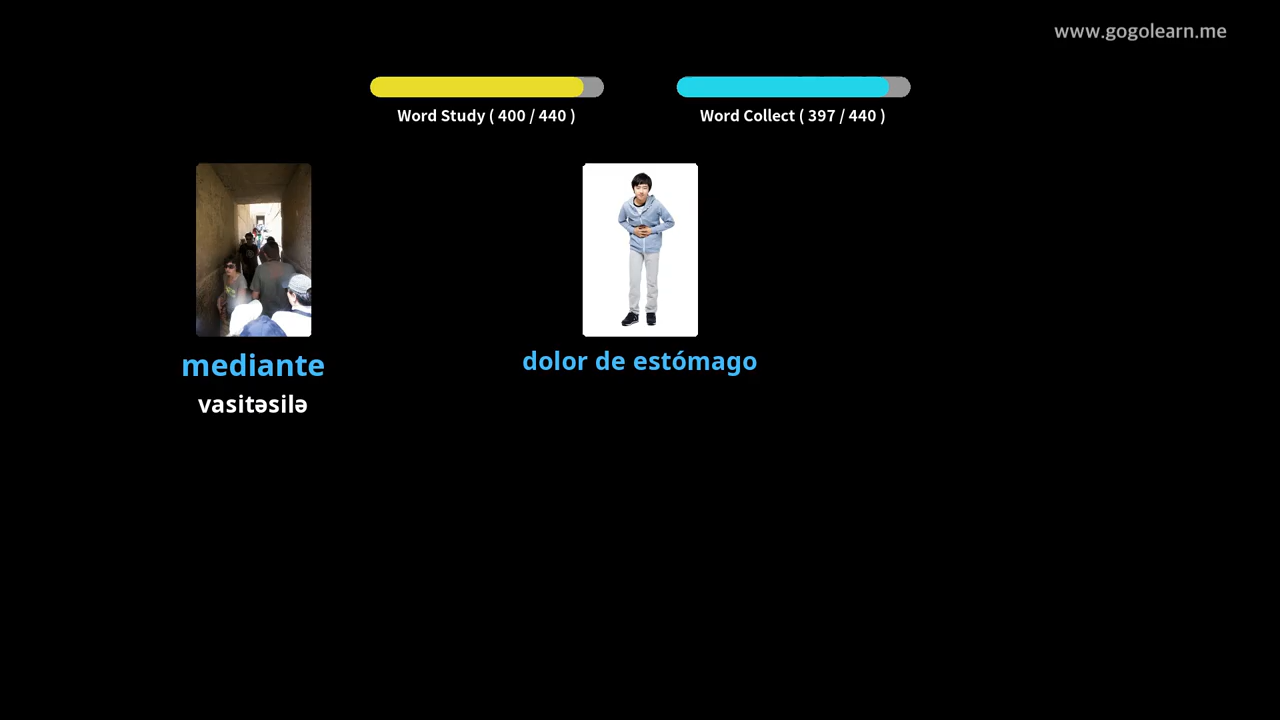 www.gogolearn.me
Word Study ( 400 / 440 )
Word Collect ( 397 / 440 )
mediante
vasitəsilə
dolor de estómago